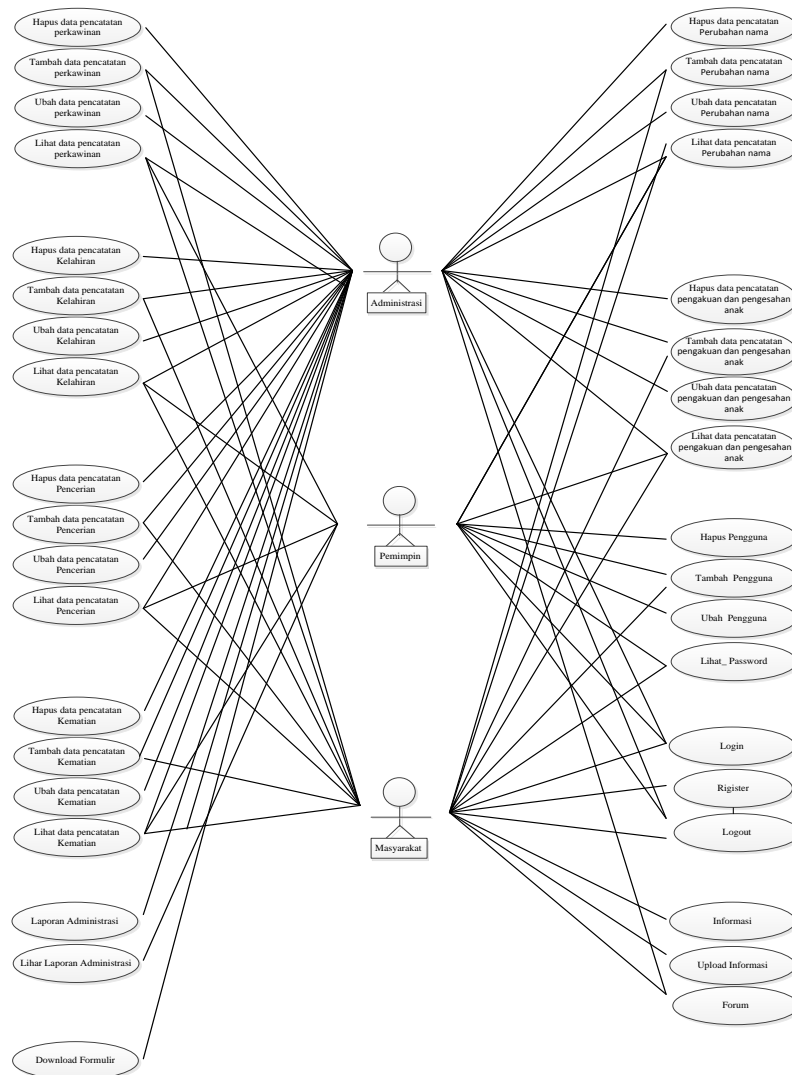 Hapus data pencatatan
perkawinan
Tambah data pencatatan
perkawinan
Ubah data pencatatan
perkawinan
Lihat data pencatatan
perkawinan
Hapus data pencatatan
Kelahiran
Tambah data pencatatan
Kelahiran
Ubah data pencatatan
Kelahiran
Lihat data pencatatan
Kelahiran
Hapus data pencatatan
Pencerian
Tambah data pencatatan
Pencerian
Ubah data pencatatan
Pencerian
Lihat data pencatatan
Pencerian
Hapus data pencatatan
Kematian
Tambah data pencatatan
Kematian
Ubah data pencatatan
Kematian
Lihat data pencatatan
Kematian
Laporan Administrasi
Lihar Laporan Administrasi
Download Formulir
Administrasi
Pemimpin
Masyarakat
Hapus data pencatatan
Perubahan nama
Tambah data pencatatan
Perubahan nama
Ubah data pencatatan
Perubahan nama
Lihat data pencatatan
Perubahan nama
Hapus data pencatatan
pengakuan dan pengesahan
anak
Tambah data pencatatan
pengakuan dan pengesahan
anak
Ubah data pencatatan
pengakuan dan pengesahan
anak
Lihat data pencatatan
pengakuan dan pengesahan
anak
Hapus Pengguna
Tambah Pengguna
Ubah Pengguna
Lihat_ Password
Login
Rigister
Logout
Informasi
Upload Informasi
Forum